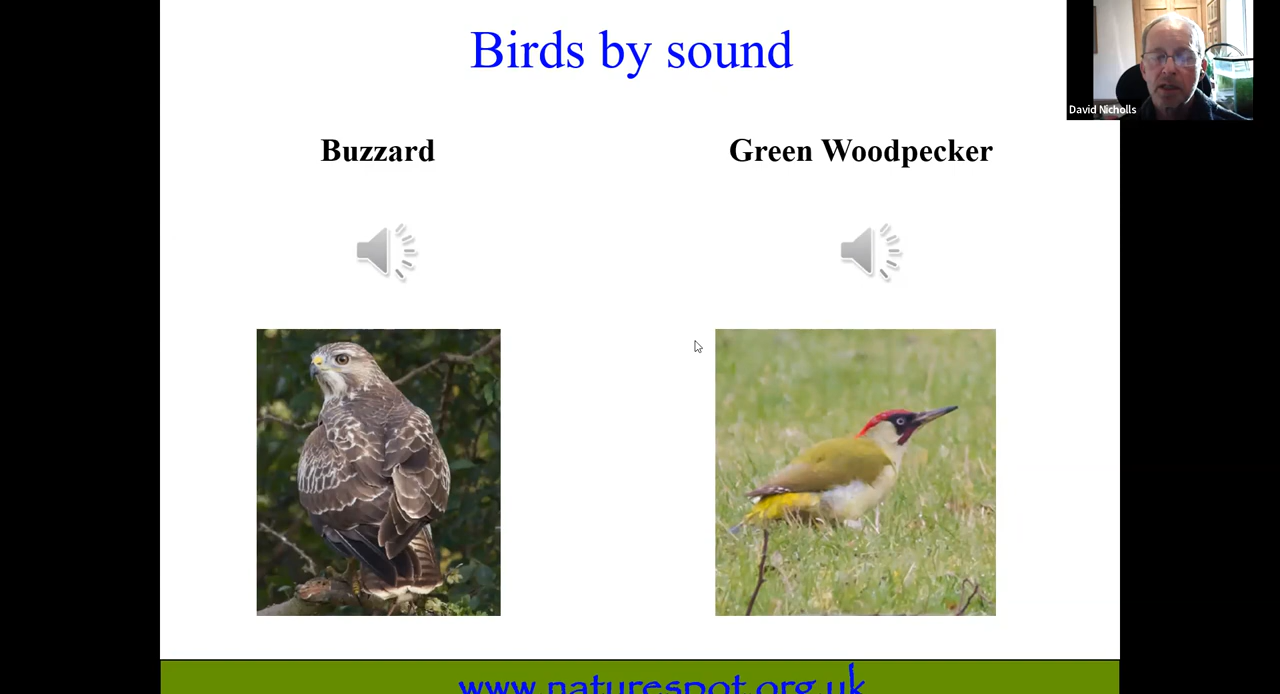 Birds by sound
David Nicholls
Buzzard
Green Woodpecker
www.naturespot.org.uk